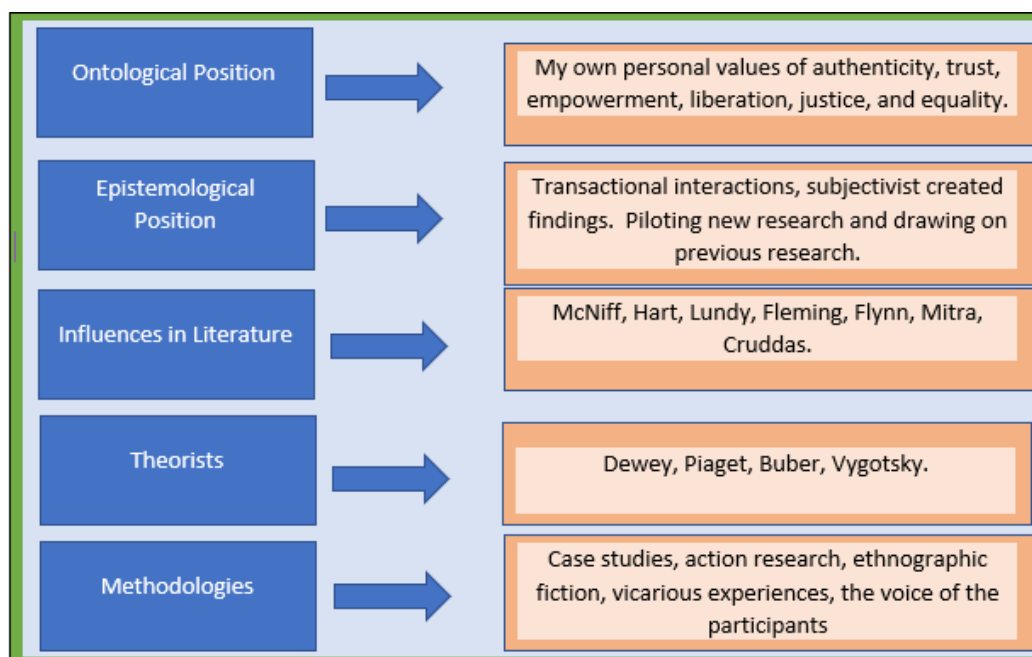 Ontological Position
My own personal values of authenticity, trust,
empowerment, liberation, justice, and equality.
Epistemological
Position
Transactional interactions, subjectivist created
findings.  Piloting new research and drawing on
previous research.
Influences in Literature
McNiff, Hart, Lundy, Fleming, Flynn, Mitra,
Cruddas.
Theorists
Dewey, Piaget, Buber, Vygotsky.
Methodologies
Case studies, action research, ethnographic
fiction, vicarious experiences, the voice of the
participants